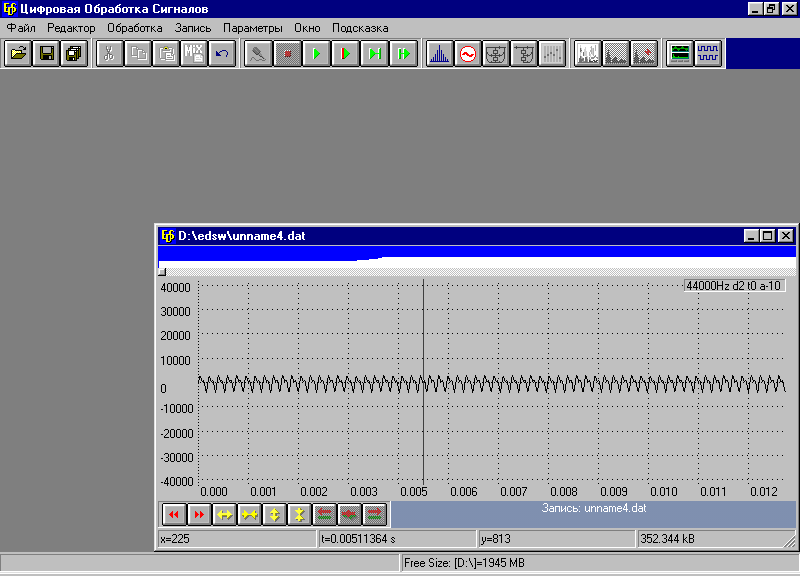 Цифровая Обработка Сигналов
Файл Редактор Обработка Запись Параметры Окно Подсказка
MiX
D:\edsw\unname4.dat
44000Hz d2 t0 a-10
40000
30000
20000
10000
0
-10000
-20000
-30000
-40000
0.000 0.001 0.002 0.003 0.005 0.006 0.007 0.008 0.009 0.010 0.011 0.012
Запись: unname4.dat
x=225 t=0.00511364 s y=813 352.344 kB
Free Size: [D:\]=1945 MB